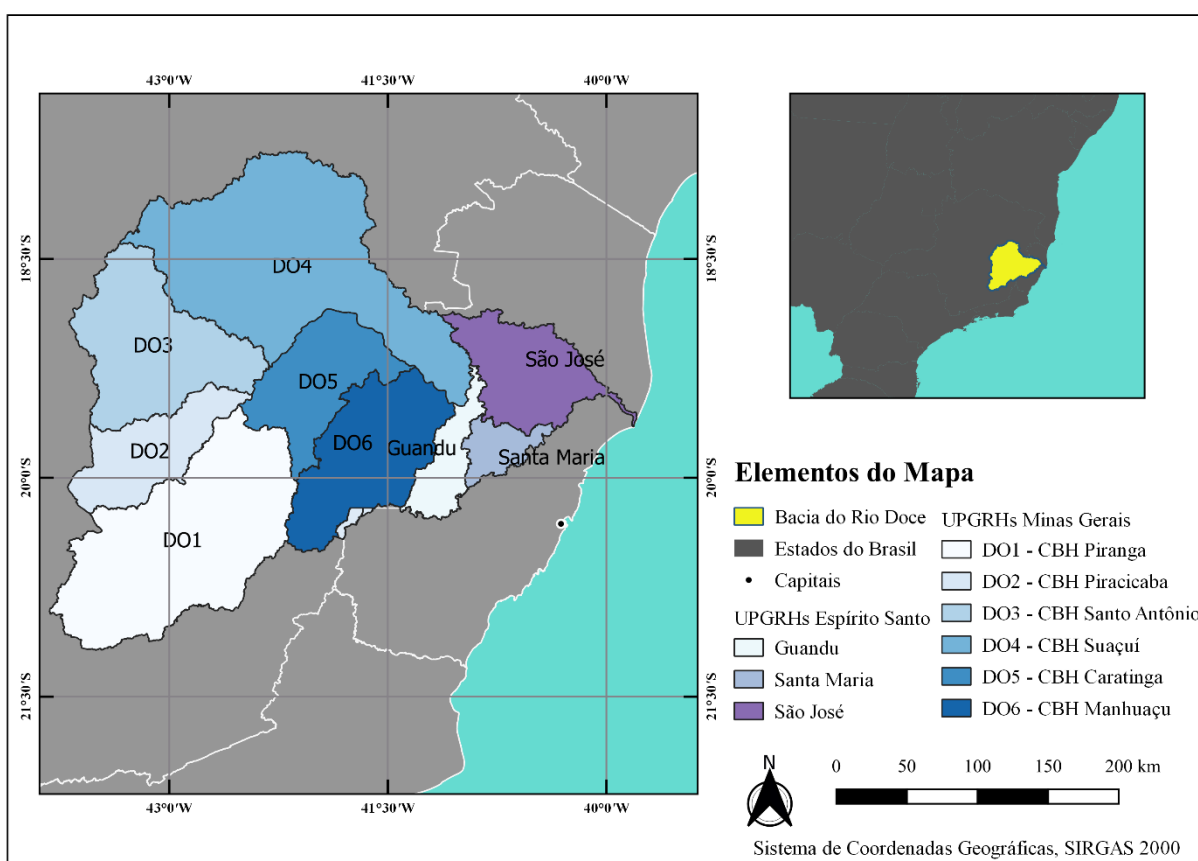 43°0'W 41°30'W 40°0'W
18°30'S 18°30'S
DO4
DO3
São José
DO5
DO6 Guandu
DO2
Santa Maria
20°0'S 20°0'S
DO1
21°30'S 21°30'S
43°0'W 41°30'W 40°0'W
Elementos do Mapa
Bacia do Rio Doce
Estados do Brasil
Capitais
UPGRHs Espírito Santo
Guandu
Santa Maria
São José
UPGRHs Minas Gerais
DO1 - CBH Piranga
DO2 - CBH Piracicaba
DO3 - CBH Santo Antônio
DO4 - CBH Suaçuí
DO5 - CBH Caratinga
DO6 - CBH Manhuaçu
N
0 50 100 150 200 km
Sistema de Coordenadas Geográficas, SIRGAS 2000